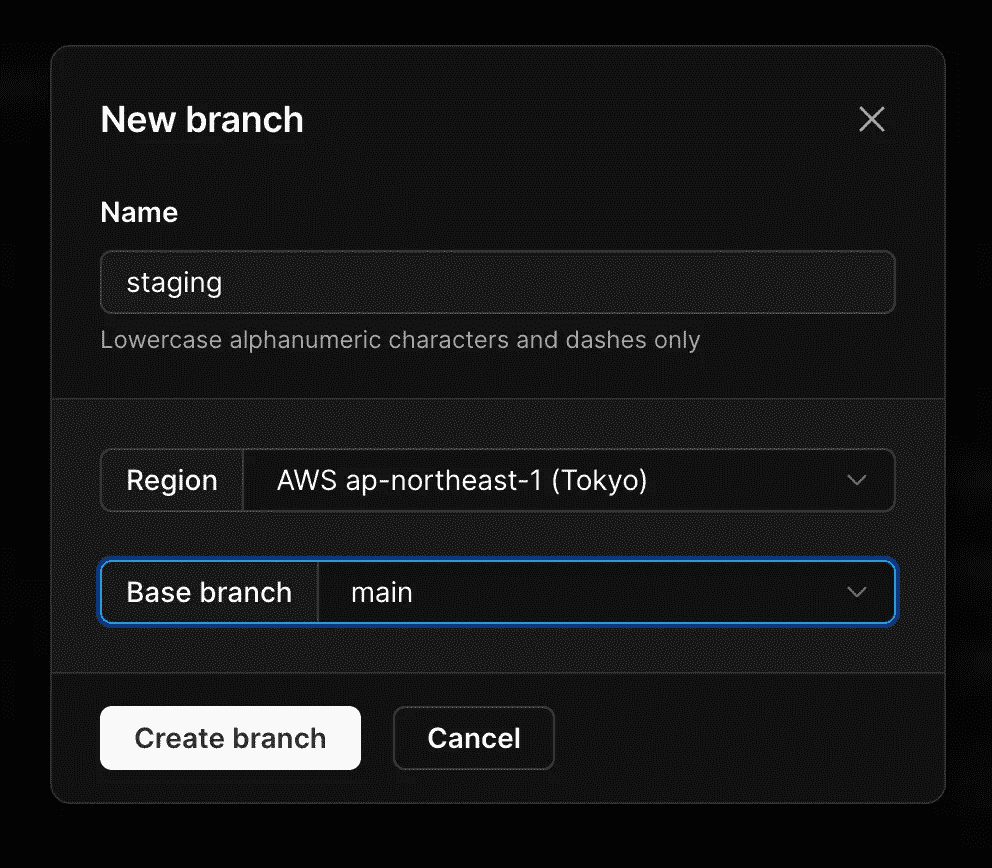 New branch
Name
staging
Lowercase alphanumeric characters and dashes only
Region AWS ap-northeast-1 (Tokyo)
Base branch main
Create branch Cancel